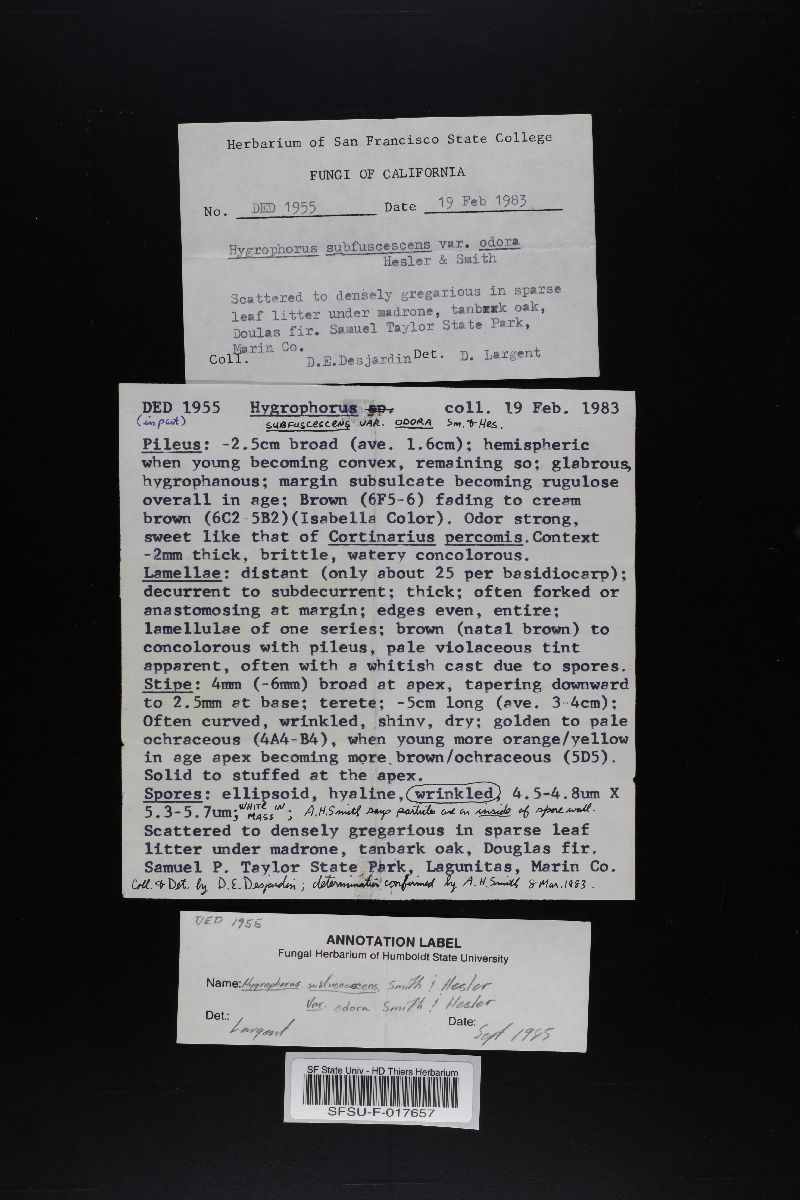 Herbarium of San Francisco State College
FUNGI OF CALIFORNIA
No. DED 1955 Date 19 Feb 1983
Hygrophorus subfuscescens var. odora
Hesler & Smith
Scattered to densely gregarious in sparse
leaf litter under madrone, tanbark oak,
Doulas fir. Samuel Taylor State Park,
Marin Co.
Coll. D.E.Desjardin Det. D. Largent
DED 1955 Hygrophorus sp. coll. 19 Feb. 1983
(in part) SUBFUSCESCENS VAR. ODORA Sm. & Hes.
Pileus: -2.5cm broad (ave. 1.6cm); hemispheric
when young becoming convex, remaining so; glabrous,
hygrophanous; margin subsulcate becoming rugulose
overall in age; Brown (6F5-6) fading to cream
brown (6C2-5B2)(Isabella Color). Odor strong,
sweet like that of Cortinarius percomis.Context
-2mm thick, brittle, watery concolorous.
Lamellae: distant (only about 25 per basidiocarp);
decurrent to subdecurrent; thick; often forked or
anastomosing at margin; edges even, entire;
lamellulae of one series; brown (natal brown) to
concolorous with pileus, pale violaceous tint
apparent, often with a whitish cast due to spores.
Stipe: 4mm (-6mm) broad at apex, tapering downward
to 2.5mm at base; terete; -5cm long (ave. 3-4cm);
Often curved, wrinkled, shiny, dry; golden to pale
ochraceous (4A4-B4), when young more orange/yellow
in age apex becoming more brown/ochraceous (5D5).
Solid to stuffed at the apex.
Spores: ellipsoid, hyaline, wrinkled, 4.5-4.8um X
5.3-5.7um; WHITE IN MASS; A.H.Smith says particles are on inside of spore wall.
Scattered to densely gregarious in sparse leaf
litter under madrone, tanbark oak, Douglas fir.
Samuel P. Taylor State Park, Lagunitas, Marin Co.
Coll. & Det. by D.E. Desjardin; determination confirmed by A.H. Smith 8 Mar. 1983.
DED 1955
ANNOTATION LABEL
Fungal Herbarium of Humboldt State University
Name: Hygrophorus subfuscescens, Smith & Hesler
Var. odora Smith & Hesler
Det.: Largent Date: Sept 1985
SF State Univ - HD Thiers Herbarium
SFSU-F-017657